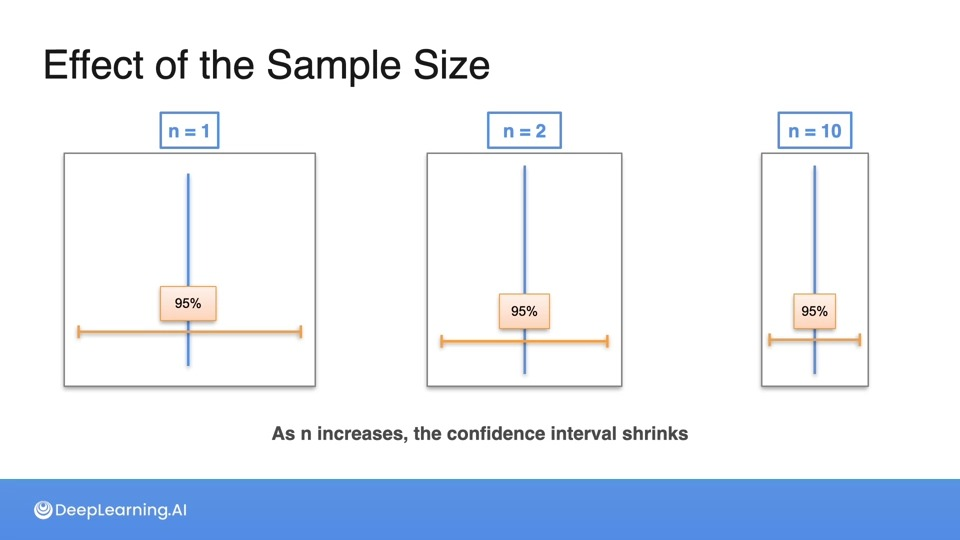 Effect of the Sample Size
n = 1
n = 2
n = 10
95%
95%
95%
As n increases, the confidence interval shrinks
DeepLearning.AI